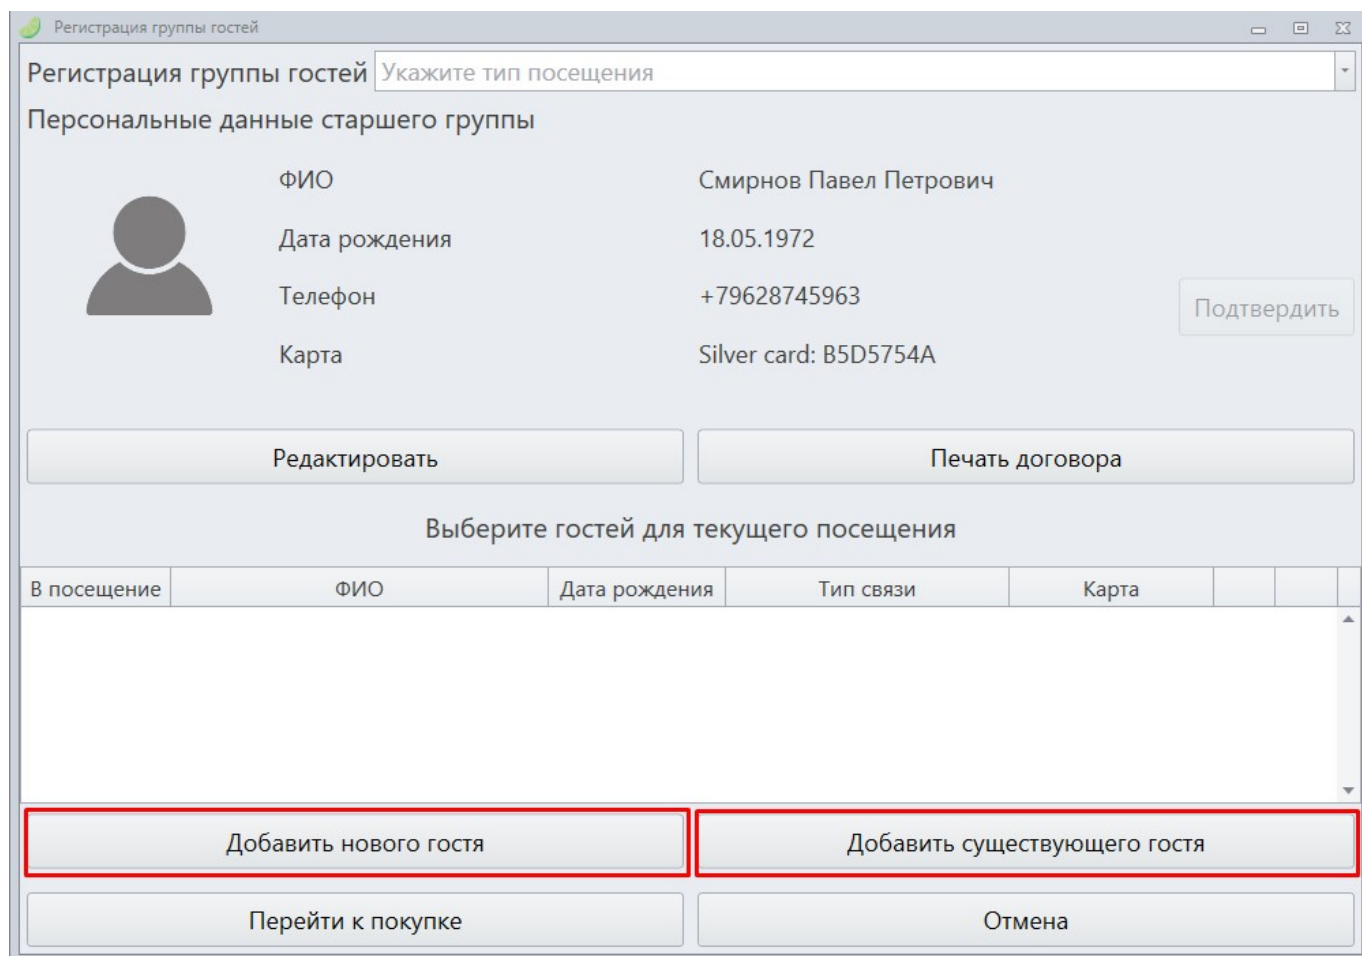 Регистрация группы гостей
Регистрация группы гостей Укажите тип посещения
Персональные данные старшего группы
ФИО Смирнов Павел Петрович
Дата рождения 18.05.1972
Телефон +79628745963
Подтвердить
Карта Silver card: B5D5754A
Редактировать Печать договора
Выберите гостей для текущего посещения
В посещение ФИО Дата рождения Тип связи Карта
Добавить нового гостя Добавить существующего гостя
Перейти к покупке Отмена